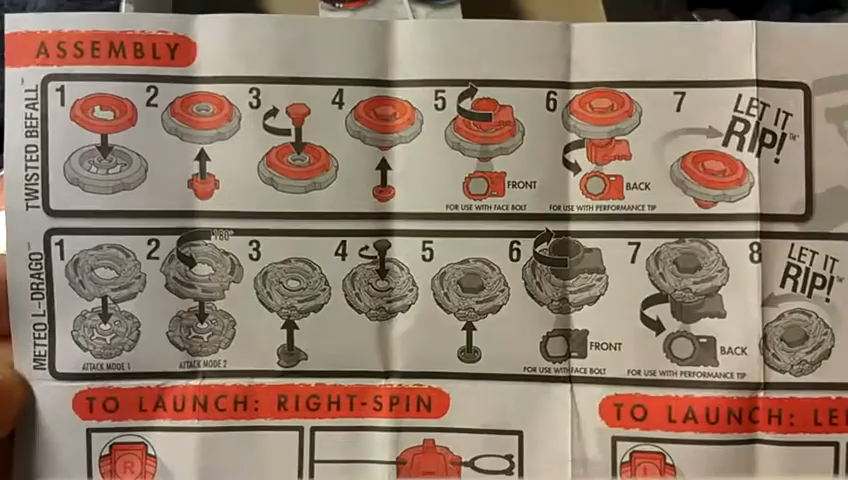 ASSEMBLY
TWISTED BEFALL™
1 2 3 4 5 6 7
FRONT
FOR USE WITH FACE BOLT
BACK
FOR USE WITH PERFORMANCE TIP
LET IT
RIP!™
METEO L-DRAGO™
1 2 3 4 5 6 7 8
180°
ATTACK MODE 1
ATTACK MODE 2
FRONT
FOR USE WITH FACE BOLT
BACK
FOR USE WITH PERFORMANCE TIP
LET IT
RIP!™
TO LAUNCH: RIGHT-SPIN
TO LAUNCH: LE
R
L